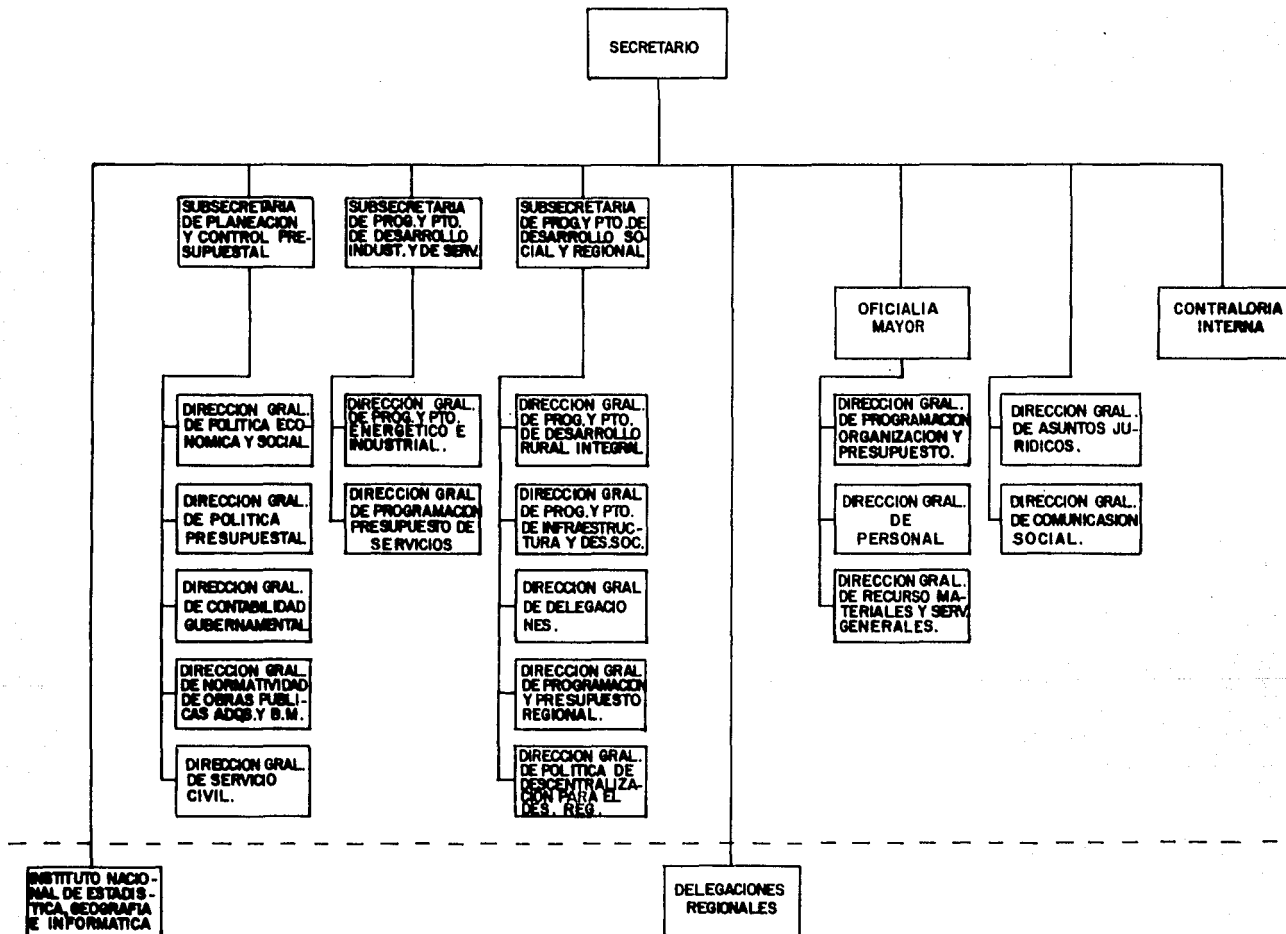 SECRETARIO
SUBSECRETARIA
DE PLANEACION
Y CONTROL PRE-
SUPUESTAL
SUBSECRETARIA
DE PROG. Y PTO.
DE DESARROLLO
INDUST. Y DE SERV.
SUBSECRETARIA
DE PROG. Y PTO. DE
DESARROLLO SO-
CIAL Y REGIONAL
OFICIALIA
MAYOR
CONTRALORIA
INTERNA
DIRECCION GRAL.
DE POLITICA ECO-
NOMICA Y SOCIAL
DIRECCION GRAL.
DE POLITICA
PRESUPUESTAL
DIRECCION GRAL.
DE CONTABILIDAD
GUBERNAMENTAL
DIRECCION GRAL.
DE NORMATIVIDAD
DE OBRAS PUBLI-
CAS ADQS. Y B.M.
DIRECCION GRAL.
DE SERVICIO
CIVIL.
DIRECCIÓN GRAL.
DE PROG. Y PTO.
ENERGETICO E
INDUSTRIAL.
DIRECCION GRAL
DE PROGRAMACION
PRESUPUESTO DE
SERVICIOS
DIRECCION GRAL.
DE PROG. Y PTO.
DE DESARROLLO
RURAL INTEGRAL
DIRECCION GRAL
DE PROG. Y PTO.
DE INFRAESTRUC-
TURA Y DES. SOC.
DIRECCION GRAL
DE DELEGACIO
NES.
DIRECCION GRAL
DE PROGRAMACION
Y PRESUPUESTO
REGIONAL.
DIRECCION GRAL.
DE POLITICA DE
DESCENTRALIZA-
CION PARA EL
DES. REG.
DIRECCION GRAL.
DE PROGRAMACION
ORGANIZACION Y
PRESUPUESTO.
DIRECCION GRAL.
DE
PERSONAL
DIRECCION GRAL.
DE RECURSO MA-
TERIALES Y SERV.
GENERALES.
DIRECCION GRAL.
DE ASUNTOS JU-
RIDICOS.
DIRECCION GRAL.
DE COMUNICASION
SOCIAL.
INSTITUTO NACIO-
NAL DE ESTADIS-
TICA, GEOGRAFIA
E INFORMATICA
DELEGACIONES
REGIONALES